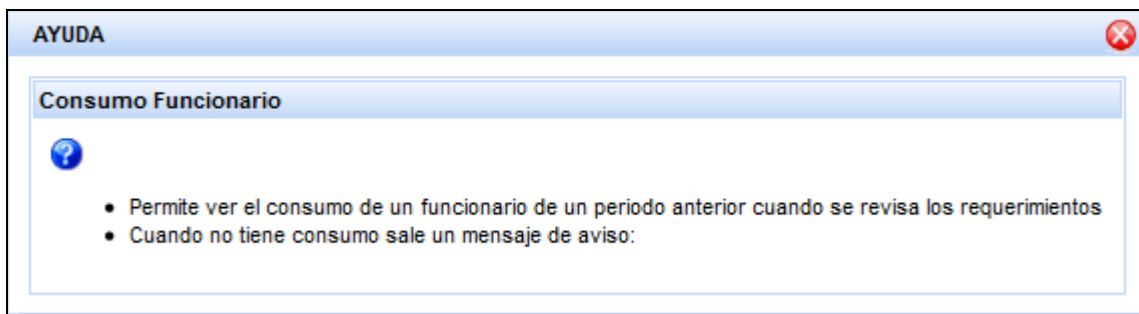 AYUDA
Consumo Funcionario
• Permite ver el consumo de un funcionario de un periodo anterior cuando se revisa los requerimientos
• Cuando no tiene consumo sale un mensaje de aviso: